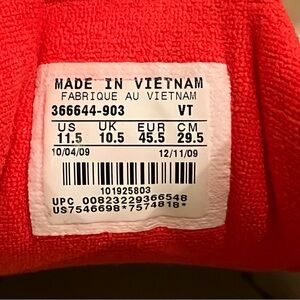 MADE IN VIETNAM
FABRIQUE AU VIETNAM
366644-903 VT
US UK EUR CM
11.5 10.5 45.5 29.5
10/04/09 12/11/09
101925803
UPC 00823229366548
US7546698*7574818*